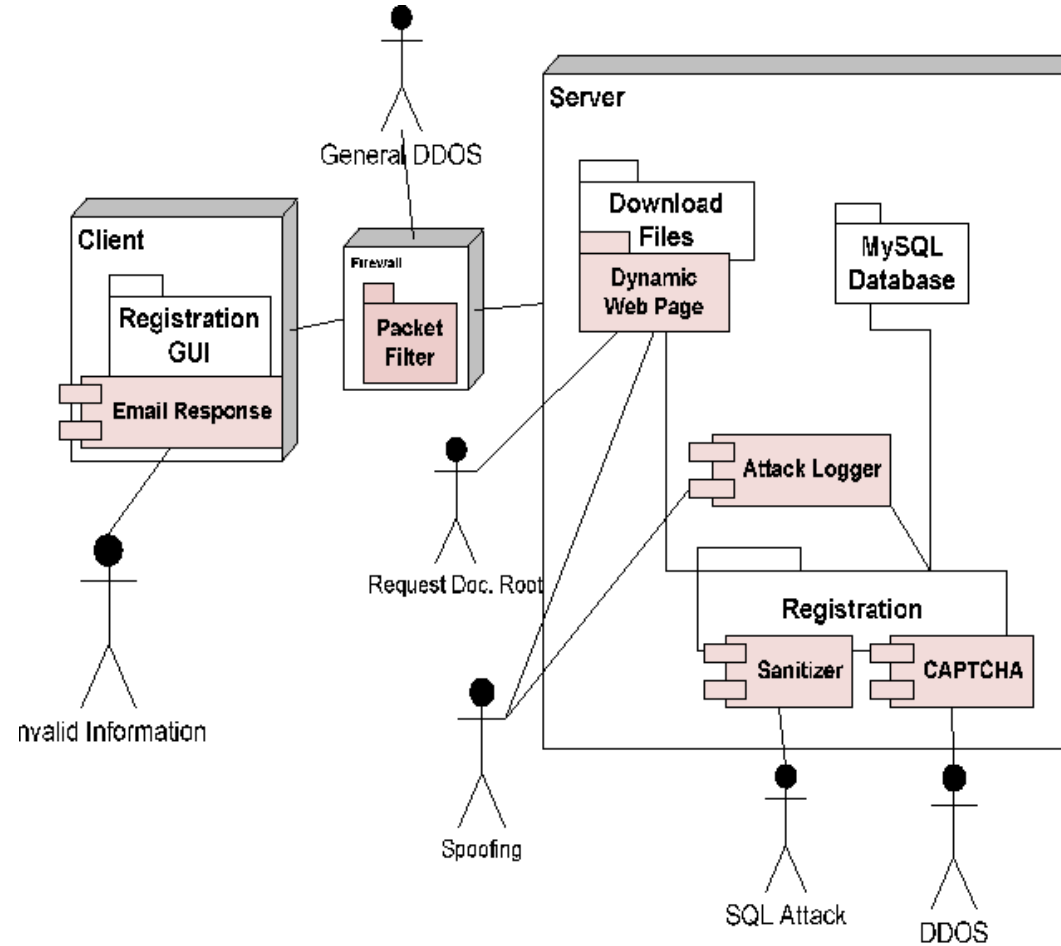 General DDOS
Server
Client
Registration
GUI
Email Response
Firewall
Packet
Filter
Download
Files
Dynamic
Web Page
MySQL
Database
Attack Logger
Request Doc. Root
Registration
Sanitizer
CAPTCHA
nvalid Information
Spoofing
SQL Attack
DDOS